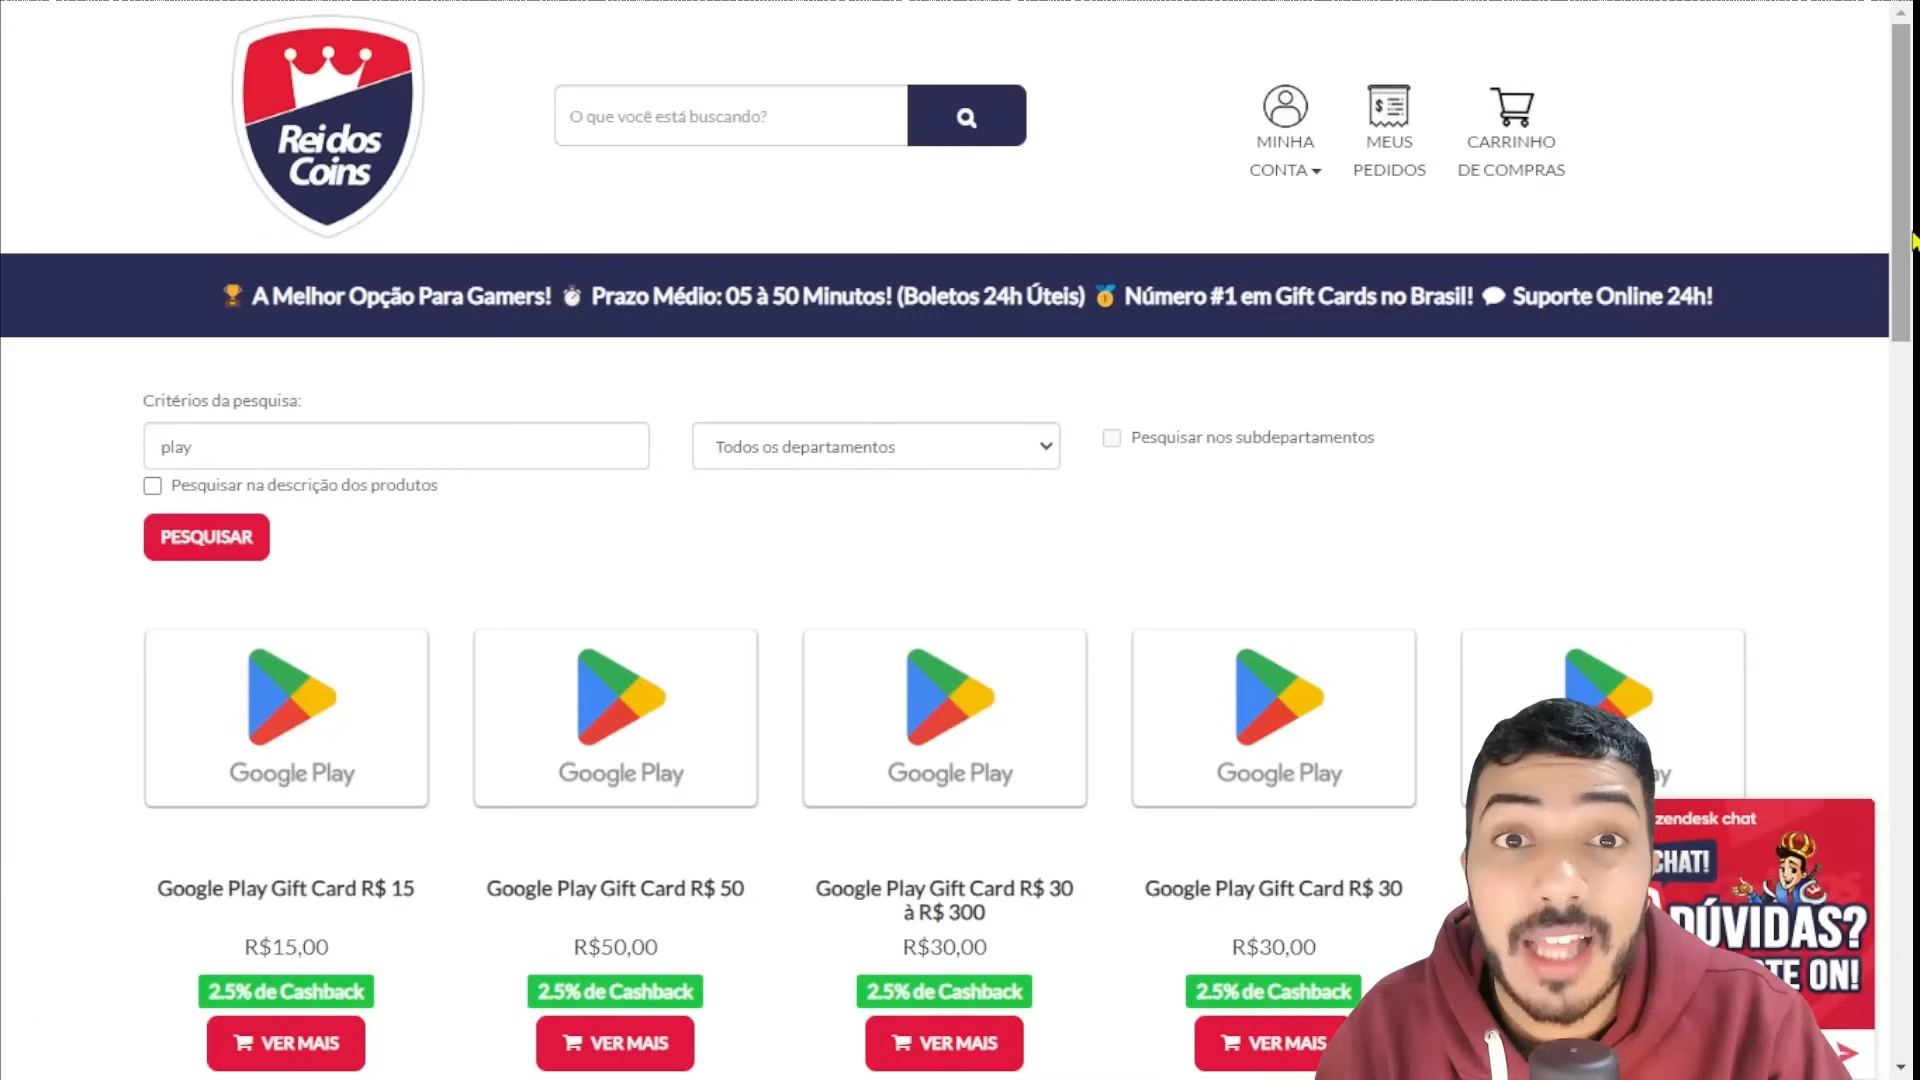 Rei dos
Coins
O que você está buscando?
MINHA
CONTA
MEUS
PEDIDOS
CARRINHO
DE COMPRAS
A Melhor Opção Para Gamers! Prazo Médio: 05 à 50 Minutos! (Boletos 24h Úteis) Número #1 em Gift Cards no Brasil! Suporte Online 24h!
Critérios da pesquisa:
play
Todos os departamentos
Pesquisar nos subdepartamentos
Pesquisar na descrição dos produtos
PESQUISAR
Google Play
Google Play
Google Play
Google Play
Google Play Gift Card R$ 15
R$15,00
2.5% de Cashback
VER MAIS
Google Play Gift Card R$ 50
R$50,00
2.5% de Cashback
VER MAIS
Google Play Gift Card R$ 30
à R$ 300
R$30,00
2.5% de Cashback
VER MAIS
Google Play Gift Card R$ 30
R$30,00
2.5% de Cashback
VER MAIS
zendesk chat
CHAT!
DÚVIDAS?
ON!